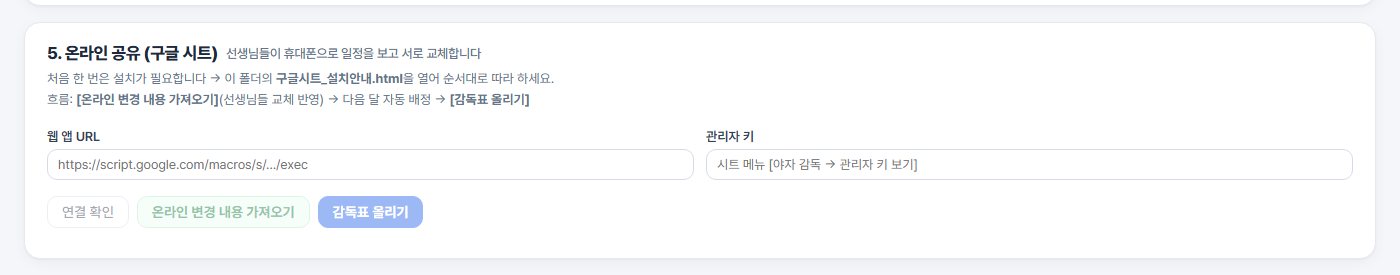 5. 온라인 공유 (구글 시트) 선생님들이 휴대폰으로 일정을 보고 서로 교체합니다
처음 한 번은 설치가 필요합니다 → 이 폴더의 구글시트_설치안내.html을 열어 순서대로 따라 하세요.
흐름: [온라인 변경 내용 가져오기](선생님들 교체 반영) → 다음 달 자동 배정 → [감독표 올리기]
웹 앱 URL
https://script.google.com/macros/s/.../exec
관리자 키
시트 메뉴 [야자 감독 → 관리자 키 보기]
연결 확인 온라인 변경 내용 가져오기 감독표 올리기